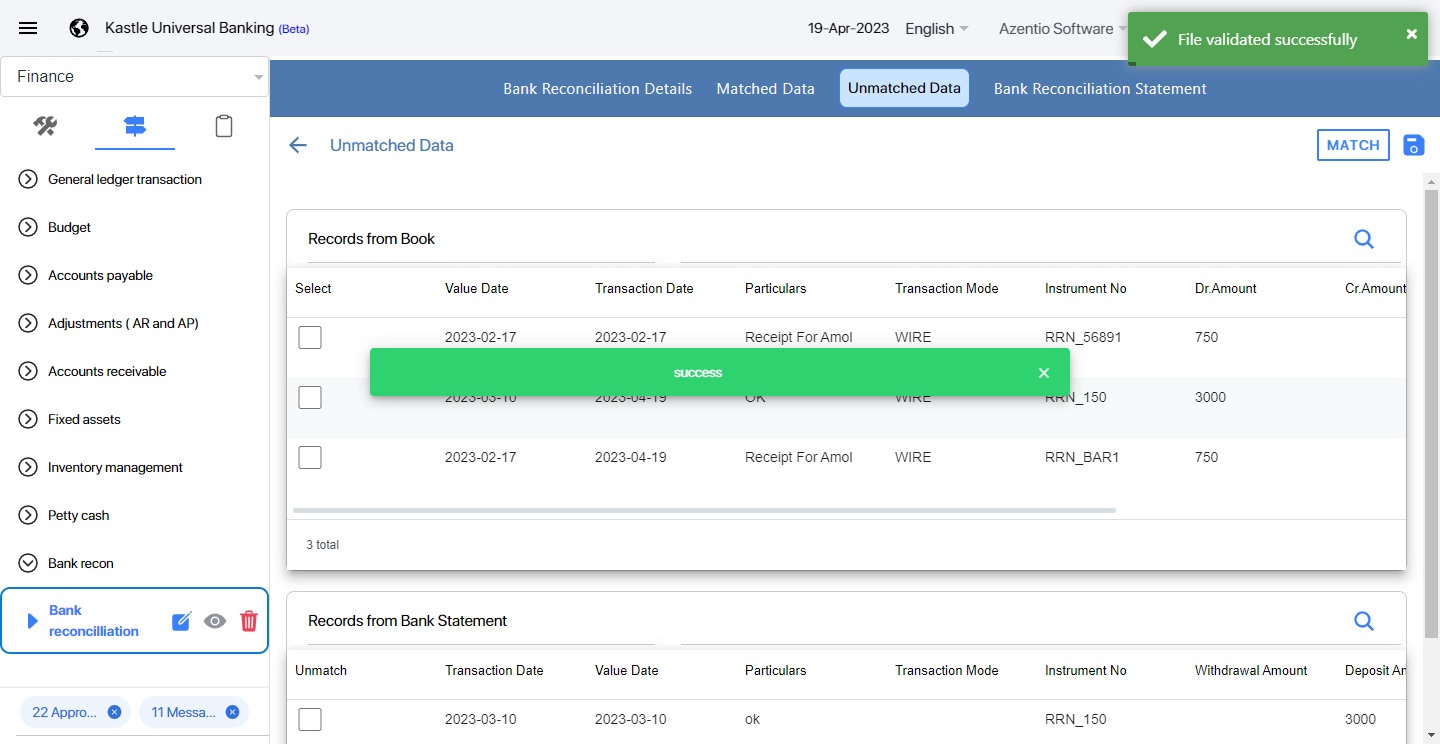 Kastle Universal Banking (Beta)
19-Apr-2023
English
Azentio Software
File validated successfully
Finance
Bank Reconciliation Details
Matched Data
Unmatched Data
Bank Reconciliation Statement
Unmatched Data
MATCH
General ledger transaction
Budget
Accounts payable
Adjustments ( AR and AP)
Accounts receivable
Fixed assets
Inventory management
Petty cash
Bank recon
Bank
reconcilliation
22 Appro...
11 Messa...
Records from Book
Select Value Date Transaction Date Particulars Transaction Mode Instrument No Dr.Amount Cr.Amount
2023-02-17 2023-02-17 Receipt For Amol WIRE RRN_56891 750
success
2023-03-10 2023-04-19 OK WIRE RRN_150 3000
2023-02-17 2023-04-19 Receipt For Amol WIRE RRN_BAR1 750
3 total
Records from Bank Statement
Unmatch Transaction Date Value Date Particulars Transaction Mode Instrument No Withdrawal Amount Deposit An
2023-03-10 2023-03-10 ok RRN_150 3000